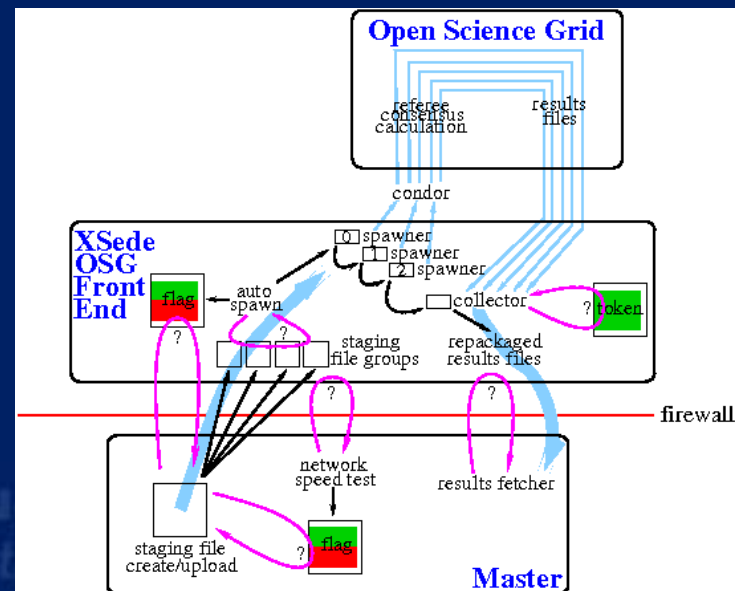 Open Science Grid
referee
consensus
calculation
results
files
condor
XSede
OSG
Front
End
0 spawner
1 spawner
2 spawner
flag
?
auto
spawn
?
collector
?
token
staging
file groups
repackaged
results files
?
?
firewall
network
speed test
results fetcher
staging file
create/upload
?
flag
Master